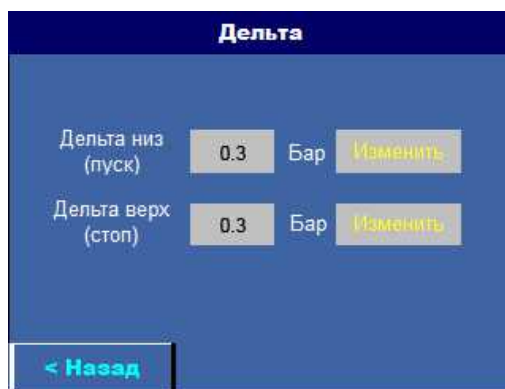 Дельта
Дельта низ
(пуск)
0.3
Бар
Изменить
Дельта верх
(стоп)
0.3
Бар
Изменить
< Назад